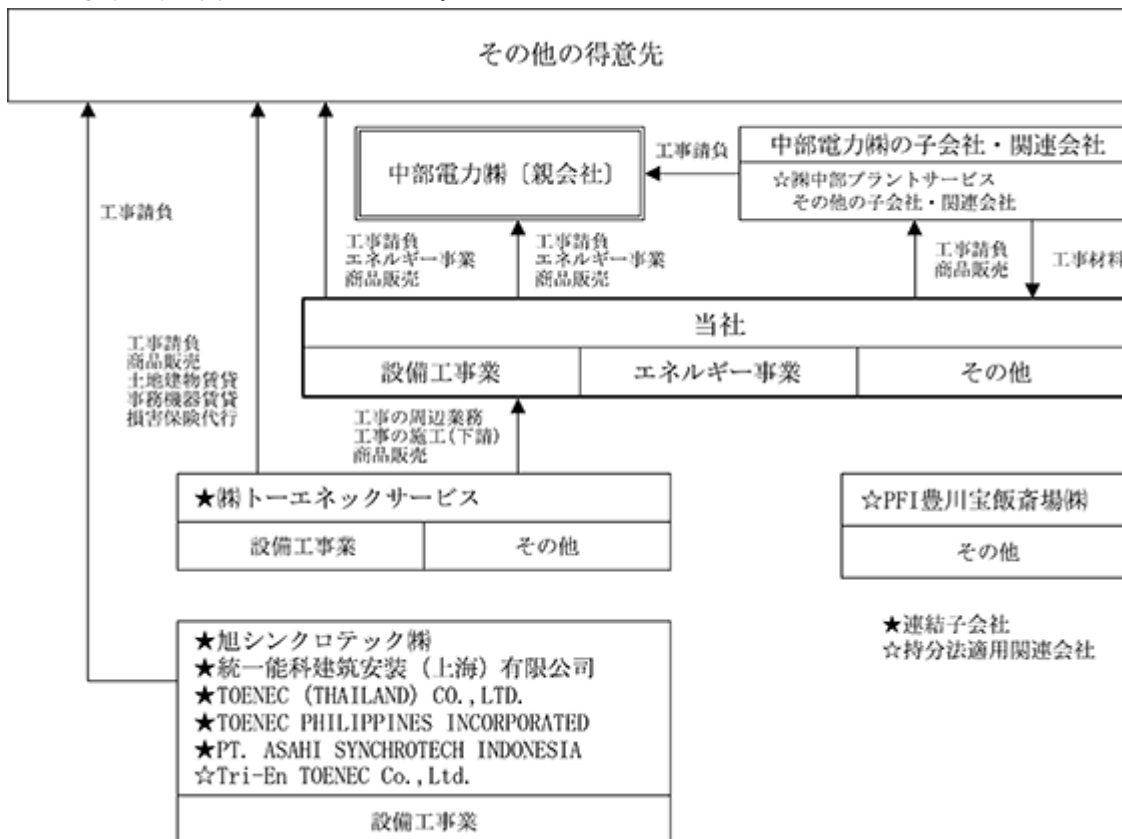 その他の得意先
中部電力㈱〔親会社〕
工事請負
中部電力㈱の子会社・関連会社
☆㈱中部プラントサービス
その他の子会社・関連会社
工事請負
工事請負
エネルギー事業
商品販売
工事請負
エネルギー事業
商品販売
工事請負
商品販売
工事材料
当社
設備工事業
エネルギー事業
その他
工事請負
商品販売
土地建物賃貸
事務機器賃貸
損害保険代行
工事の周辺業務
工事の施工(下請)
商品販売
★㈱トーエネックサービス
設備工事業
その他
☆PFI豊川宝飯斎場㈱
その他
★旭シンクロテック㈱
★統一能科建筑安装（上海）有限公司
★TOENEC (THAILAND) CO.,LTD.
★TOENEC PHILIPPINES INCORPORATED
★PT. ASAHI SYNCHROTECH INDONESIA
☆Tri-En TOENEC Co.,Ltd.
設備工事業
★連結子会社
☆持分法適用関連会社